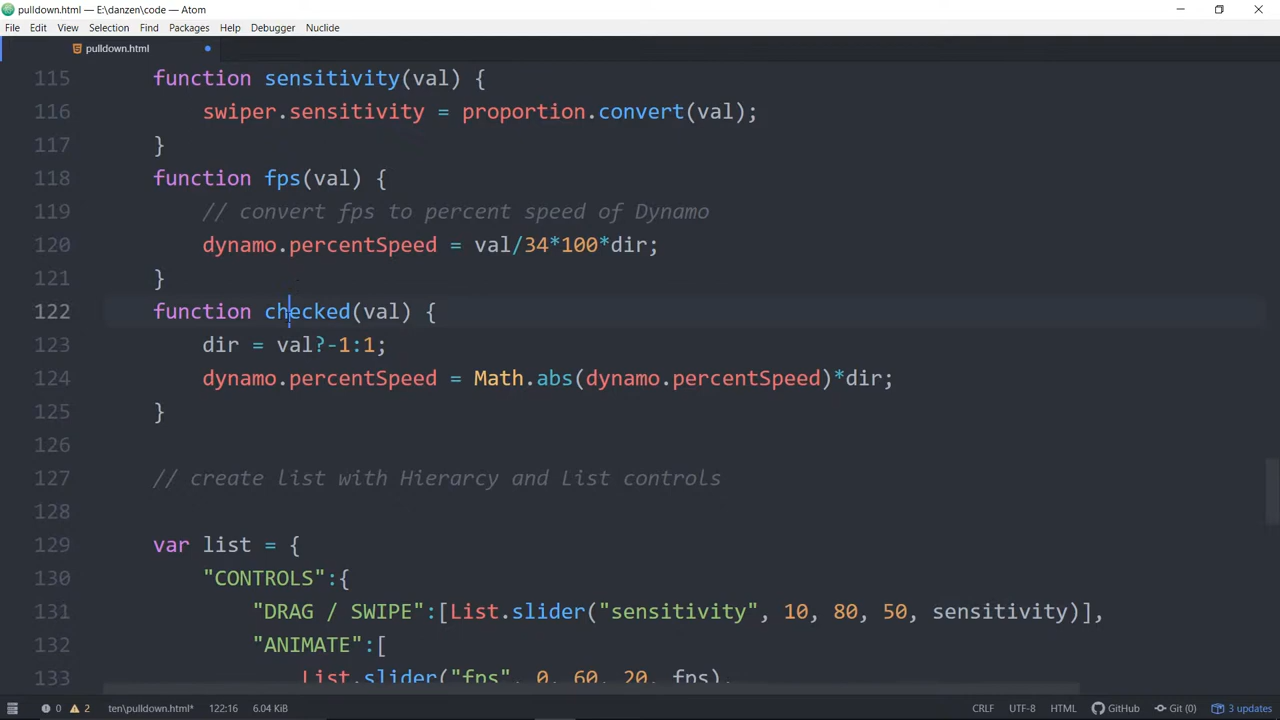 pulldown.html — E:\danzen\code — Atom
File Edit View Selection Find Packages Help Debugger Nuclide
pulldown.html
115 function sensitivity(val) {
116 swiper.sensitivity = proportion.convert(val);
117 }
118 function fps(val) {
119 // convert fps to percent speed of Dynamo
120 dynamo.percentSpeed = val/34*100*dir;
121 }
122 function checked(val) {
123 dir = val?-1:1;
124 dynamo.percentSpeed = Math.abs(dynamo.percentSpeed)*dir;
125 }
126
127 // create list with Hierarcy and List controls
128
129 var list = {
130 "CONTROLS":{
131 "DRAG / SWIPE":[List.slider("sensitivity", 10, 80, 50, sensitivity)],
132 "ANIMATE":[
133 List.slider("fps", 0, 60, 20, fps),
0 2 ten\pulldown.html* 122:16 6.04 KiB CRLF UTF-8 HTML GitHub Git (0) 3 updates